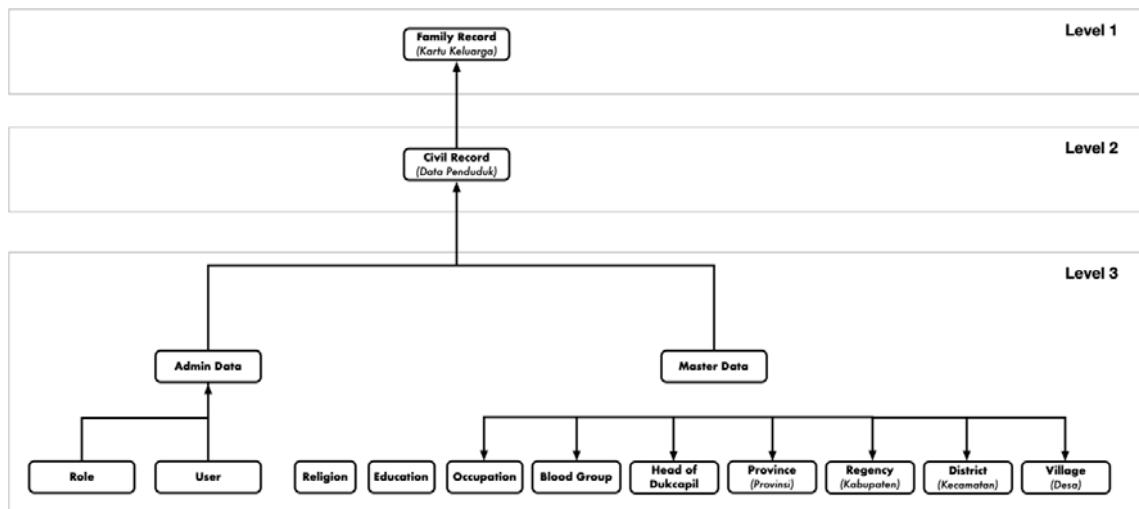 Level 1
Family Record
(Kartu Keluarga)
Level 2
Civil Record
(Data Penduduk)
Level 3
Admin Data
Master Data
Role
User
Religion
Education
Occupation
Blood Group
Head of
Dukcapil
Province
(Provinsi)
Regency
(Kabupaten)
District
(Kecamatan)
Village
(Desa)